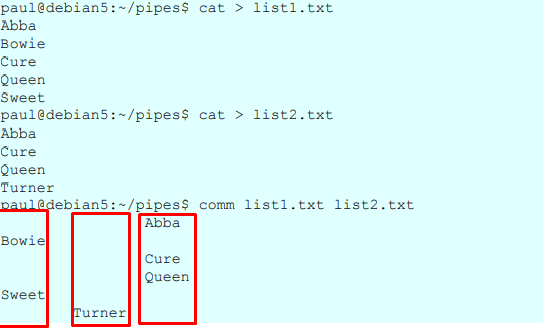 paul@debian5:~/pipes$ cat > list1.txt
Abba
Bowie
Cure
Queen
Sweet
paul@debian5:~/pipes$ cat > list2.txt
Abba
Cure
Queen
Turner
paul@debian5:~/pipes$ comm list1.txt list2.txt
                Abba
Bowie
                Cure
                Queen
Sweet
        Turner